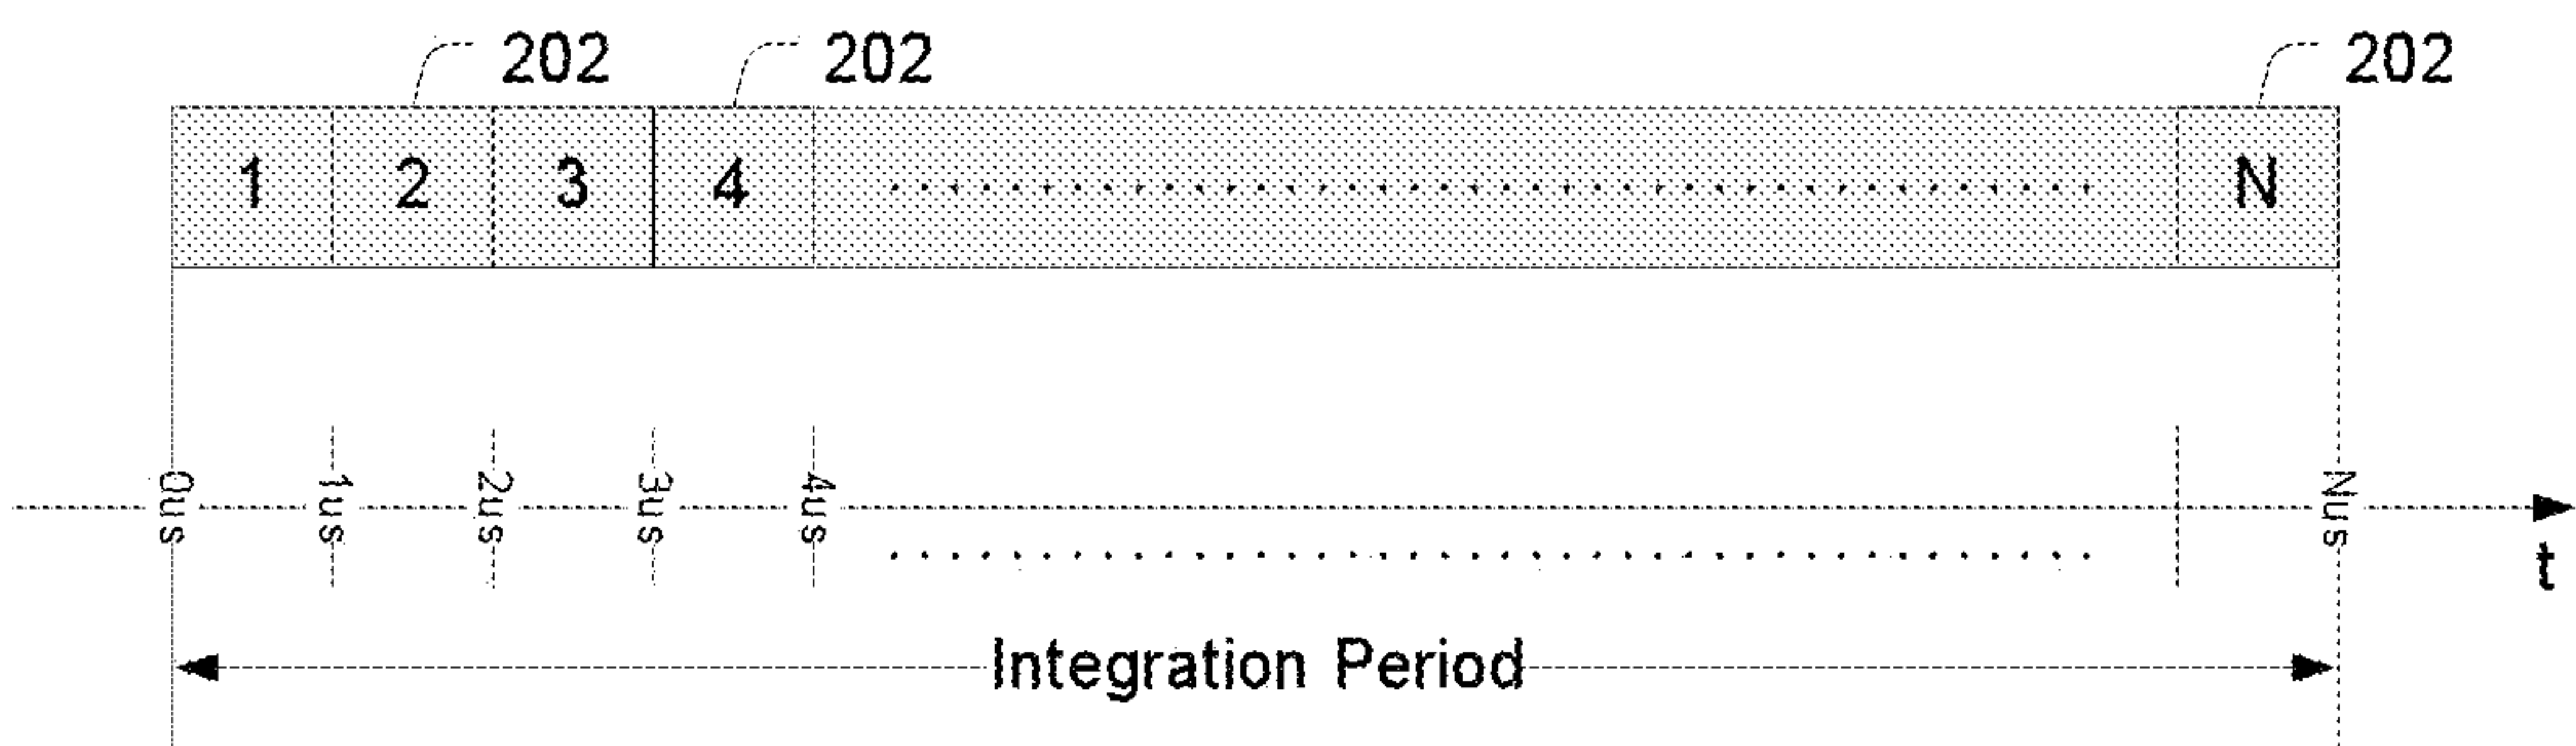 202 202 202
1 2 3 4 N
0us 1us 2us 3us 4us Nus
t
Integration Period